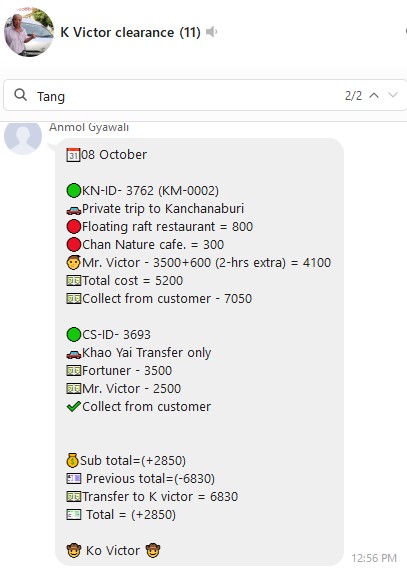 K Victor clearance (11)
Tang
2/2
Anmol Gyawali
08 October
KN-ID- 3762 (KM-0002)
Private trip to Kanchanaburi
Floating raft restaurant = 800
Chan Nature cafe. = 300
Mr. Victor - 3500+600 (2-hrs extra) = 4100
Total cost = 5200
Collect from customer - 7050
CS-ID- 3693
Khao Yai Transfer only
Fortuner - 3500
Mr. Victor - 2500
Collect from customer
Sub total=(+2850)
Previous total=(-6830)
Transfer to K victor = 6830
Total = (+2850)
Ko Victor
12:56 PM